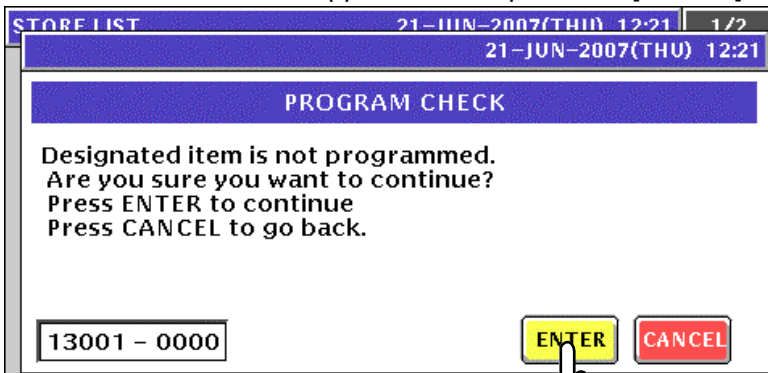 STORE LIST 21-JUN-2007(THU) 12:21 1/2
21-JUN-2007(THU) 12:21
PROGRAM CHECK
Designated item is not programmed.
Are you sure you want to continue?
Press ENTER to continue
Press CANCEL to go back.
13001 - 0000 ENTER CANCEL